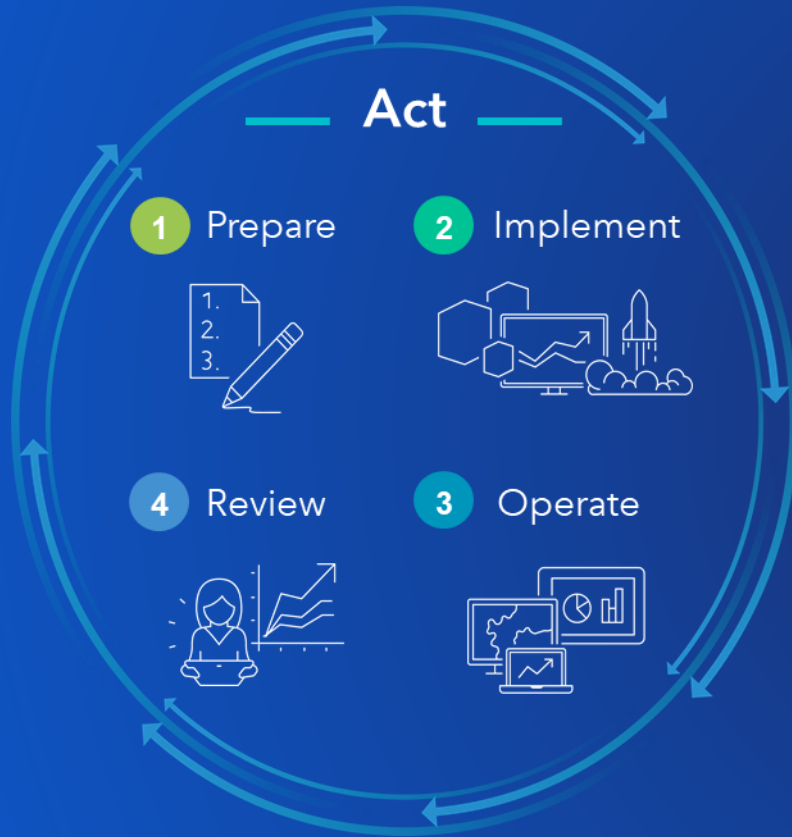 Act
1 Prepare
2 Implement
1.
2.
3.
4 Review
3 Operate